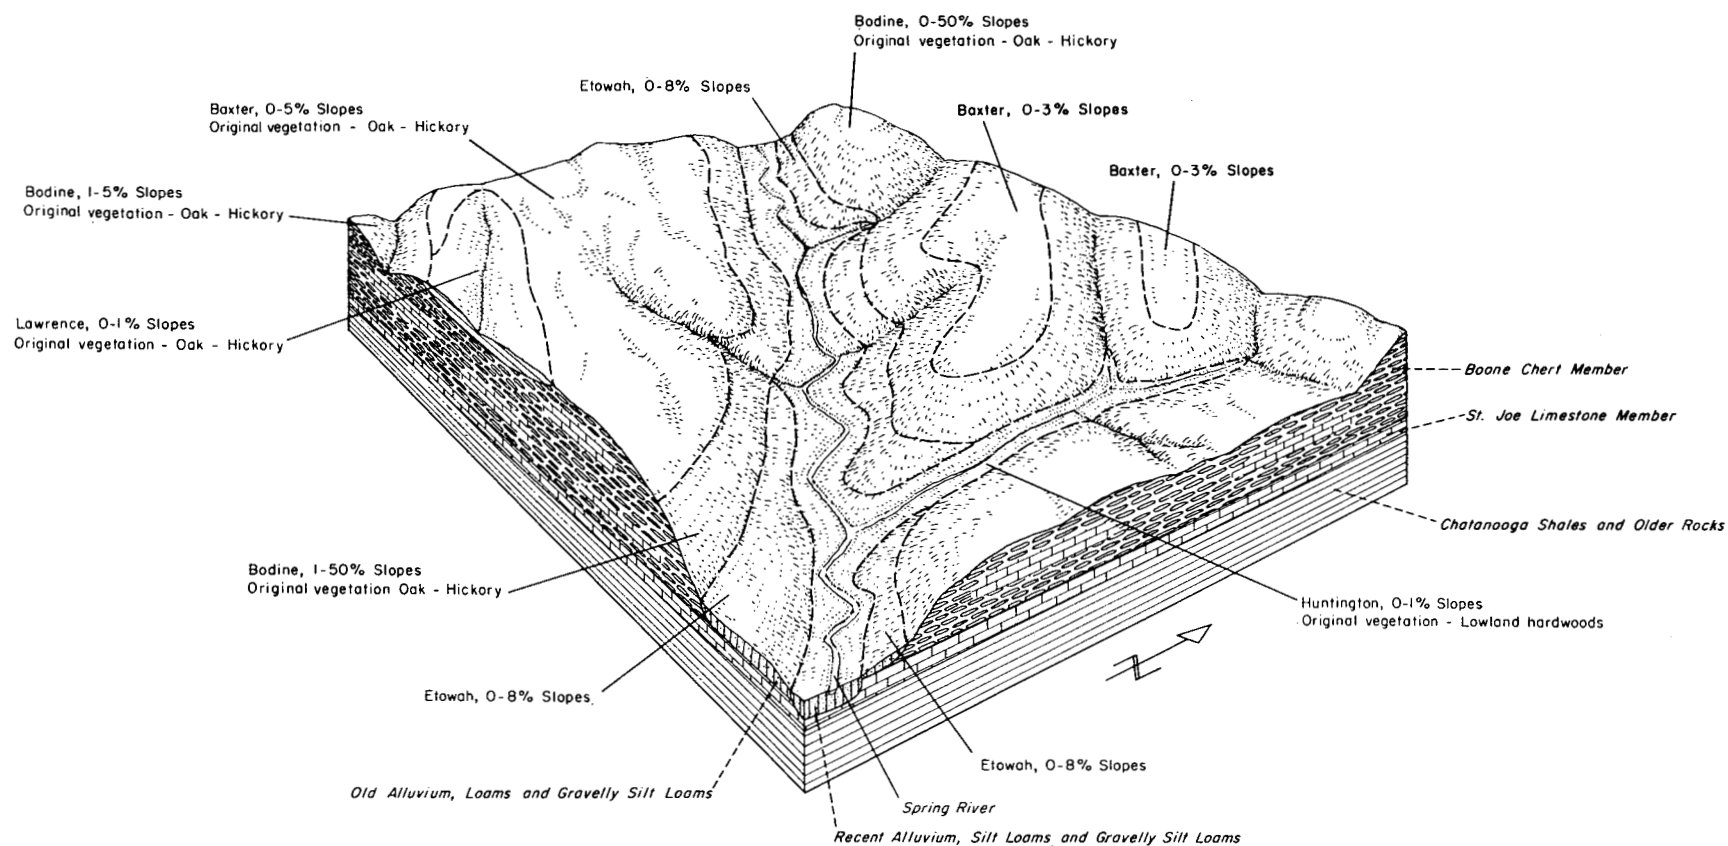 Bodine, 0-50% Slopes
Original vegetation - Oak - Hickory
Etowah, 0-8% Slopes
Baxter, 0-5% Slopes
Original vegetation - Oak - Hickory
Baxter, 0-3% Slopes
Baxter, 0-3% Slopes
Bodine, 1-5% Slopes
Original vegetation - Oak - Hickory
Lawrence, 0-1% Slopes
Original vegetation - Oak - Hickory
Boone Chert Member
St. Joe Limestone Member
Chatanooga Shales and Older Rocks
Bodine, 1-50% Slopes
Original vegetation Oak - Hickory
Huntington, 0-1% Slopes
Original vegetation - Lowland hardwoods
Etowah, 0-8% Slopes
Etowah, 0-8% Slopes
Old Alluvium, Loams and Gravelly Silt Loams
Spring River
Recent Alluvium, Silt Loams and Gravelly Silt Loams